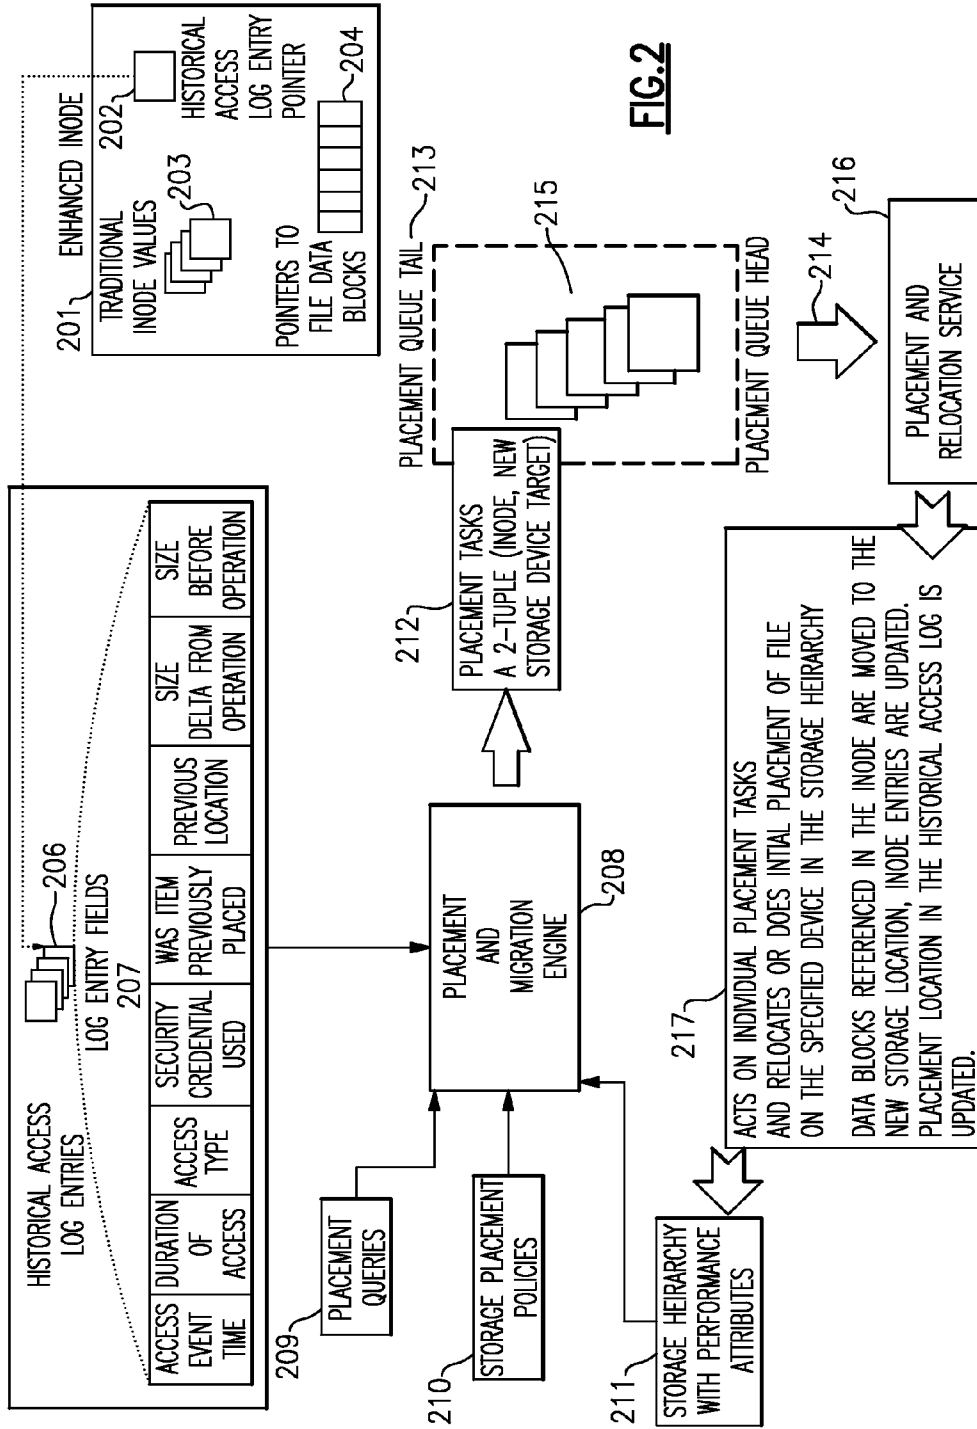 HISTORICAL ACCESS
LOG ENTRIES
206
LOG ENTRY FIELDS
207
ACCESS
EVENT
TIME
DURATION
OF
ACCESS
ACCESS
TYPE
SECURITY
CREDENTIAL
USED
WAS ITEM
PREVIOUSLY
PLACED
PREVIOUS
LOCATION
SIZE
DELTA FROM
OPERATION
SIZE
BEFORE
OPERATION
201
ENHANCED INODE
TRADITIONAL
INODE VALUES
203
202
HISTORICAL
ACCESS
LOG ENTRY
POINTER
POINTERS TO
FILE DATA
BLOCKS
204
209
PLACEMENT
QUERIES
210
STORAGE PLACEMENT
POLICIES
211
STORAGE HEIRARCHY
WITH PERFORMANCE
ATTRIBUTES
PLACEMENT
AND
MIGRATION
ENGINE
208
212
PLACEMENT TASKS
A 2-TUPLE (INODE, NEW
STORAGE DEVICE TARGET)
PLACEMENT QUEUE TAIL
213
215
PLACEMENT QUEUE HEAD
214
216
PLACEMENT AND
RELOCATION SERVICE
217
ACTS ON INDIVIDUAL PLACEMENT TASKS
AND RELOCATES OR DOES INTIAL PLACEMENT OF FILE
ON THE SPECIFIED DEVICE IN THE STORAGE HEIRARCHY
DATA BLOCKS REFERENCED IN THE INODE ARE MOVED TO THE
NEW STORAGE LOCATION, INODE ENTRIES ARE UPDATED.
PLACEMENT LOCATION IN THE HISTORICAL ACCESS LOG IS
UPDATED.
FIG.2